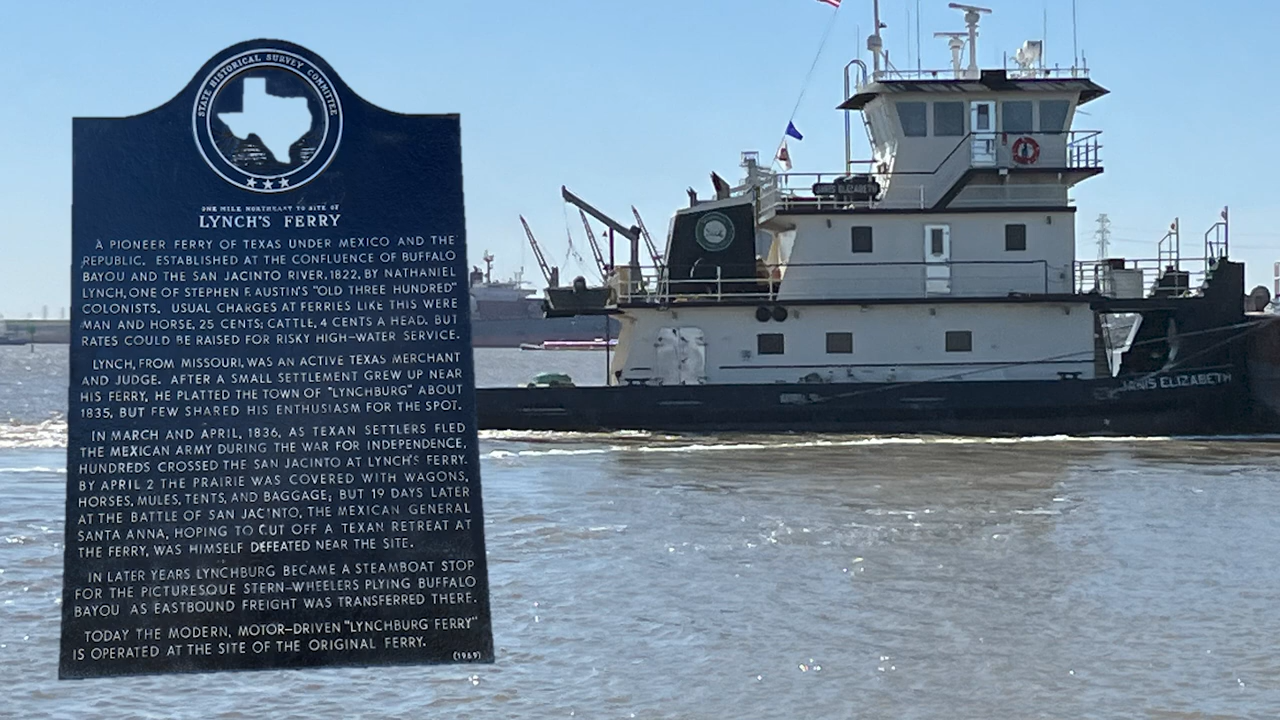 STATE HISTORICAL SURVEY COMMITTEE
ONE MILE NORTHEAST TO SITE OF
LYNCH'S FERRY
A PIONEER FERRY OF TEXAS UNDER MEXICO AND THE
REPUBLIC. ESTABLISHED AT THE CONFLUENCE OF BUFFALO
BAYOU AND THE SAN JACINTO RIVER, 1822, BY NATHANIEL
LYNCH, ONE OF STEPHEN F. AUSTIN'S "OLD THREE HUNDRED"
COLONISTS. USUAL CHARGES AT FERRIES LIKE THIS WERE
MAN AND HORSE, 25 CENTS; CATTLE, 4 CENTS A HEAD. BUT
RATES COULD BE RAISED FOR RISKY HIGH-WATER SERVICE.
LYNCH, FROM MISSOURI, WAS AN ACTIVE TEXAS MERCHANT
AND JUDGE. AFTER A SMALL SETTLEMENT GREW UP NEAR
HIS FERRY, HE PLATTED THE TOWN OF "LYNCHBURG" ABOUT
1835, BUT FEW SHARED HIS ENTHUSIASM FOR THE SPOT.
IN MARCH AND APRIL, 1836, AS TEXAN SETTLERS FLED
THE MEXICAN ARMY DURING THE WAR FOR INDEPENDENCE,
HUNDREDS CROSSED THE SAN JACINTO AT LYNCH'S FERRY.
BY APRIL 2 THE PRAIRIE WAS COVERED WITH WAGONS,
HORSES, MULES, TENTS, AND BAGGAGE; BUT 19 DAYS LATER
AT THE BATTLE OF SAN JACINTO, THE MEXICAN GENERAL
SANTA ANNA, HOPING TO CUT OFF A TEXAN RETREAT AT
THE FERRY, WAS HIMSELF DEFEATED NEAR THE SITE.
IN LATER YEARS LYNCHBURG BECAME A STEAMBOAT STOP
FOR THE PICTURESQUE STERN-WHEELERS PLYING BUFFALO
BAYOU AS EASTBOUND FREIGHT WAS TRANSFERRED THERE.
TODAY THE MODERN, MOTOR-DRIVEN "LYNCHBURG FERRY"
IS OPERATED AT THE SITE OF THE ORIGINAL FERRY.
(1969)
ELIZABETH
ELIZABETH